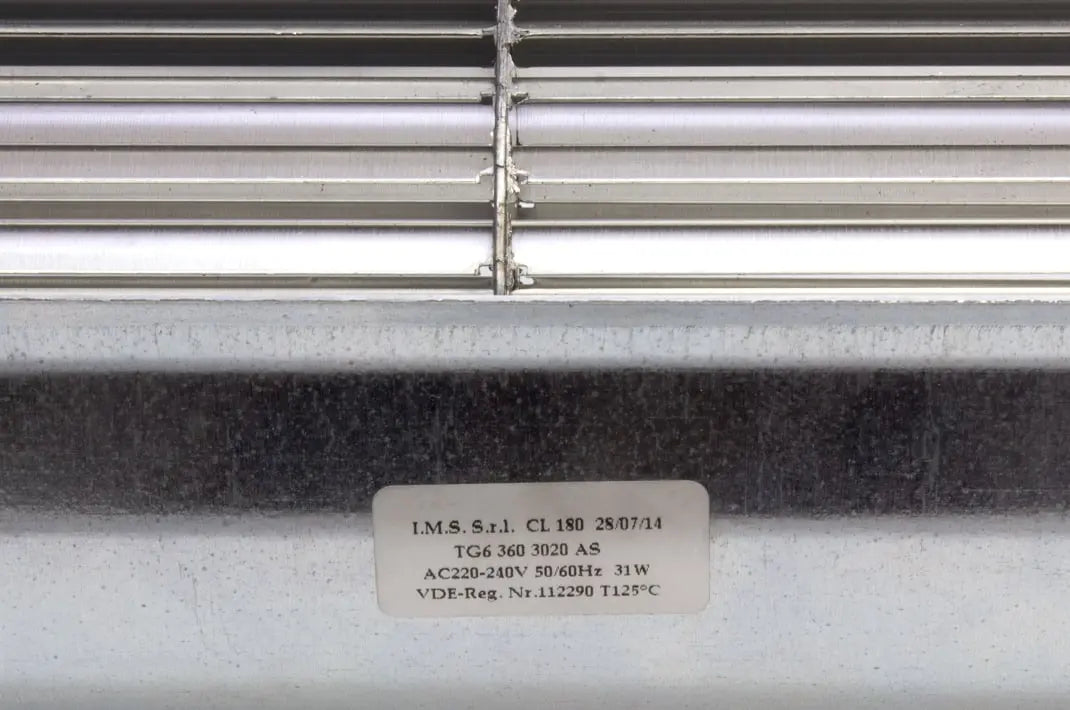 I.M.S. S.r.l. CL 180 28/07/14
TG6 360 3020 AS
AC220-240V 50/60Hz 31W
VDE-Reg. Nr.112290 T125°C